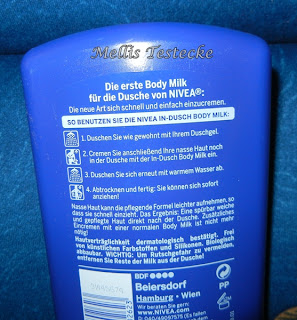 Mellis Testecke
Die erste Body Milk
für die Dusche von NIVEA®:
Die neue Art sich schnell und einfach einzucremen.
SO BENUTZEN SIE DIE NIVEA IN-DUSCH BODY MILK:
1. Duschen Sie wie gewohnt mit Ihrem Duschgel.
2. Cremen Sie anschließend Ihre nasse Haut noch
in der Dusche mit der In-Dusch Body Milk ein.
3. Duschen Sie sich erneut mit warmem Wasser ab.
4. Abtrocknen und fertig: Sie können sich sofort
anziehen!
Nasse Haut kann die pflegende Formel leichter aufnehmen, so
dass sie schnell einzieht. Das Ergebnis: Eine spürbar weiche
und gepflegte Haut direkt nach der Dusche. Zusätzliches
Eincremen mit einer normalen Body Milk ist nicht mehr
nötig.
Hautverträglichkeit dermatologisch bestätigt. Frei
von künstlichen Farbstoffen und Silikonen. Biologisch
abbaubar. WICHTIG: Um Rutschgefahr zu vermeiden,
entfernen Sie Reste der Milk aus der Dusche!
BDF
Beiersdorf
Hamburg · Wien
Wir beraten Sie gern:
www.NIVEA.com
PP